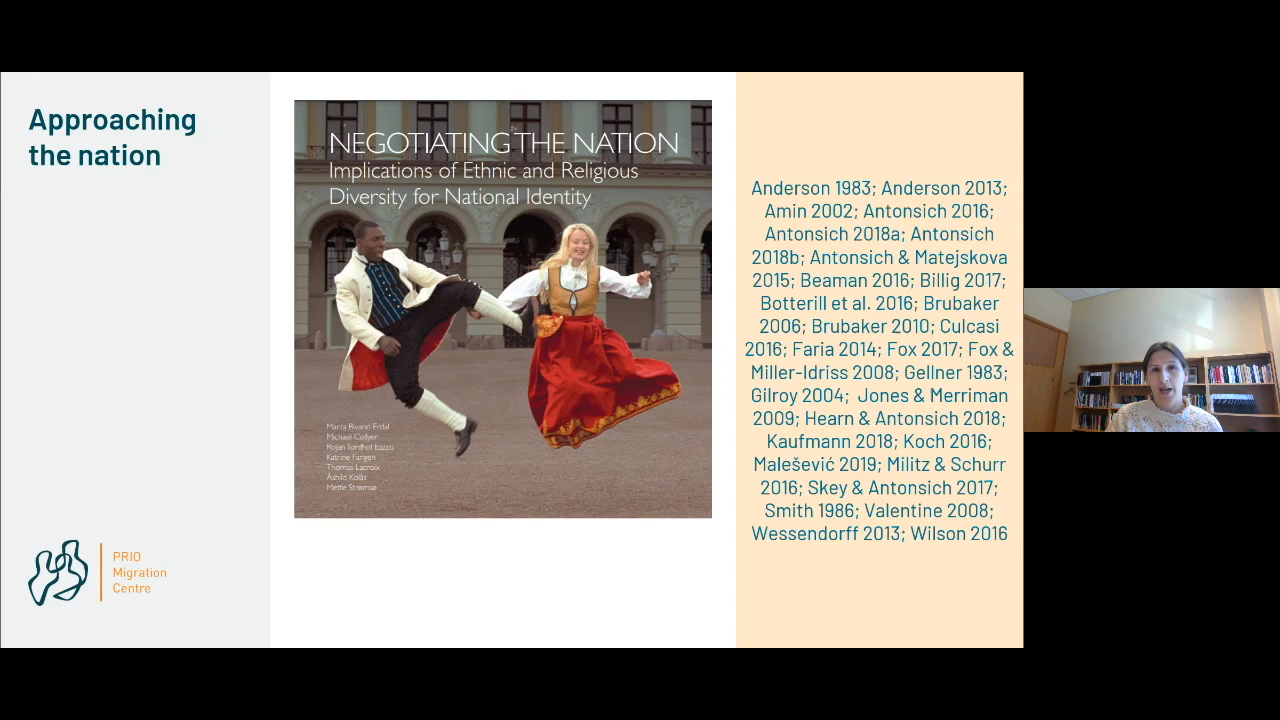 Approaching
the nation
NEGOTIATING THE NATION
Implications of Ethnic and Religious
Diversity for National Identity
Marta Bivand Erdal
Michael Collyer
Rojan Tordhol Ezzati
Katrine Fangen
Thomas Lacroix
Åshild Kolås
Mette Strømsø
Anderson 1983; Anderson 2013;
Amin 2002; Antonsich 2016;
Antonsich 2018a; Antonsich
2018b; Antonsich & Matejskova
2015; Beaman 2016; Billig 2017;
Botterill et al. 2016; Brubaker
2006; Brubaker 2010; Culcasi
2016; Faria 2014; Fox 2017; Fox &
Miller-Idriss 2008; Gellner 1983;
Gilroy 2004; Jones & Merriman
2009; Hearn & Antonsich 2018;
Kaufmann 2018; Koch 2016;
Malešević 2019; Militz & Schurr
2016; Skey & Antonsich 2017;
Smith 1986; Valentine 2008;
Wessendorff 2013; Wilson 2016
PRIO
Migration
Centre